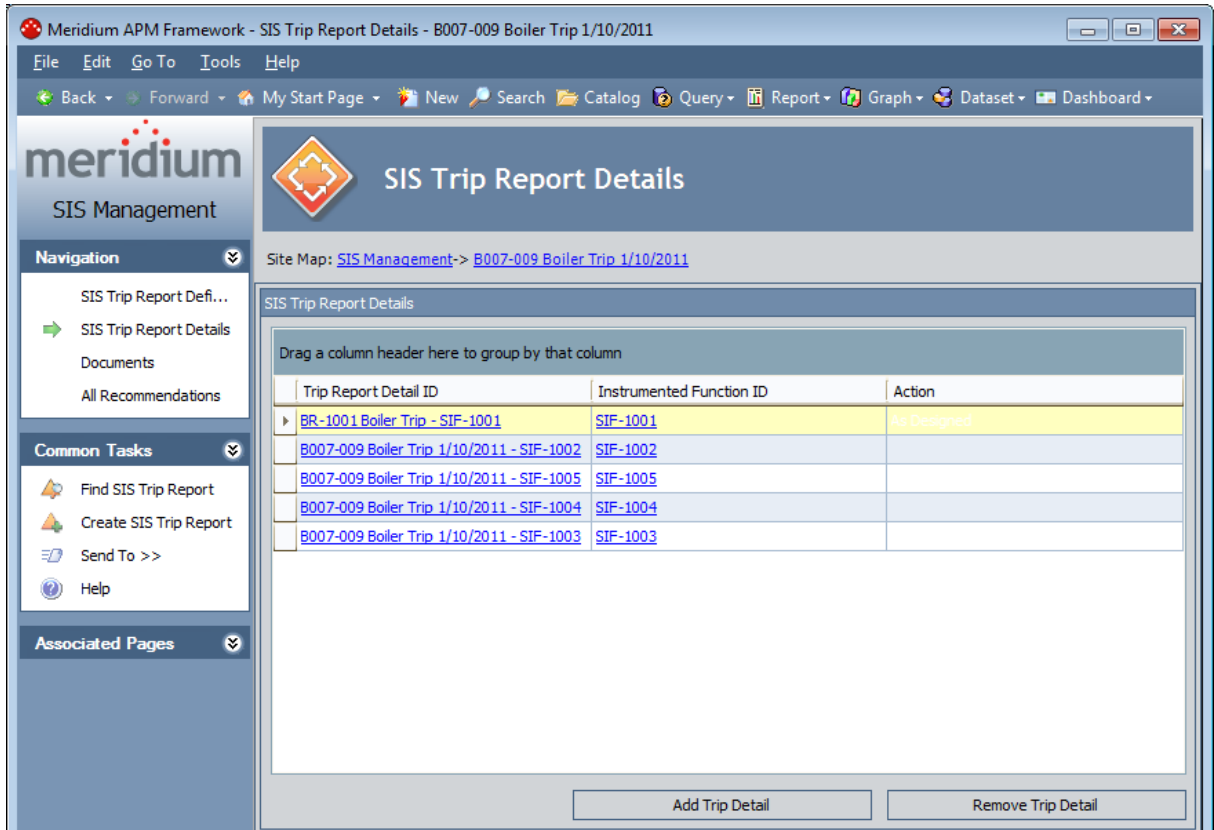 Meridium APM Framework - SIS Trip Report Details - B007-009 Boiler Trip 1/10/2011
File Edit Go To Tools Help
Back Forward My Start Page New Search Catalog Query Report Graph Dataset Dashboard
meridium
SIS Management
SIS Trip Report Details
Navigation
SIS Trip Report Defi...
SIS Trip Report Details
Documents
All Recommendations
Common Tasks
Find SIS Trip Report
Create SIS Trip Report
Send To >>
Help
Associated Pages
Site Map: SIS Management-> B007-009 Boiler Trip 1/10/2011
SIS Trip Report Details
Drag a column header here to group by that column
Trip Report Detail ID Instrumented Function ID Action
BR-1001 Boiler Trip - SIF-1001 SIF-1001 As Designed
B007-009 Boiler Trip 1/10/2011 - SIF-1002 SIF-1002
B007-009 Boiler Trip 1/10/2011 - SIF-1005 SIF-1005
B007-009 Boiler Trip 1/10/2011 - SIF-1004 SIF-1004
B007-009 Boiler Trip 1/10/2011 - SIF-1003 SIF-1003
Add Trip Detail Remove Trip Detail